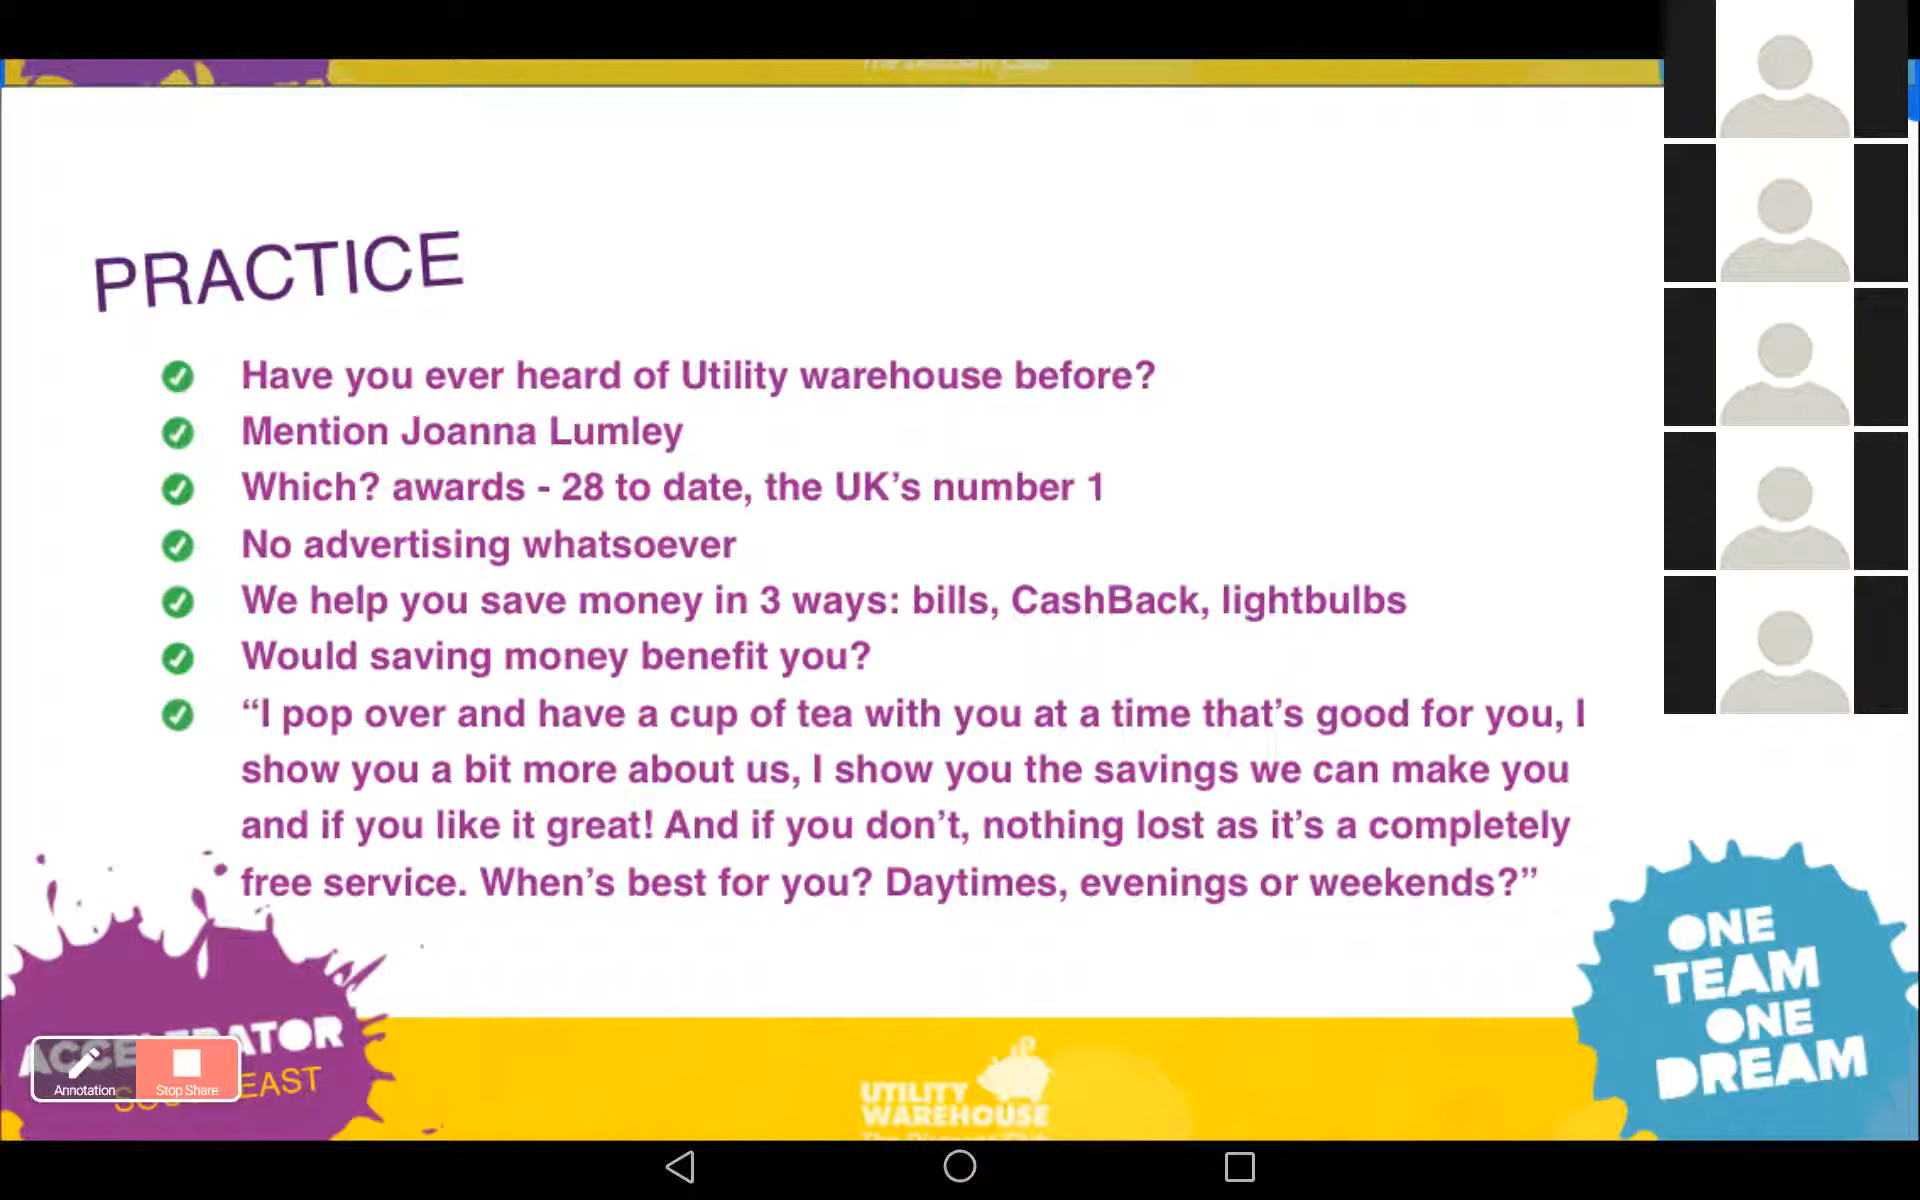 PRACTICE
Have you ever heard of Utility warehouse before?
Mention Joanna Lumley
Which? awards - 28 to date, the UK's number 1
No advertising whatsoever
We help you save money in 3 ways: bills, CashBack, lightbulbs
Would saving money benefit you?
“I pop over and have a cup of tea with you at a time that's good for you, I
show you a bit more about us, I show you the savings we can make you
and if you like it great! And if you don't, nothing lost as it's a completely
free service. When's best for you? Daytimes, evenings or weekends?”
ONE
TEAM
ONE
DREAM
ACCELERATOR
EAST
Annotation
Stop Share
UTILITY
WAREHOUSE